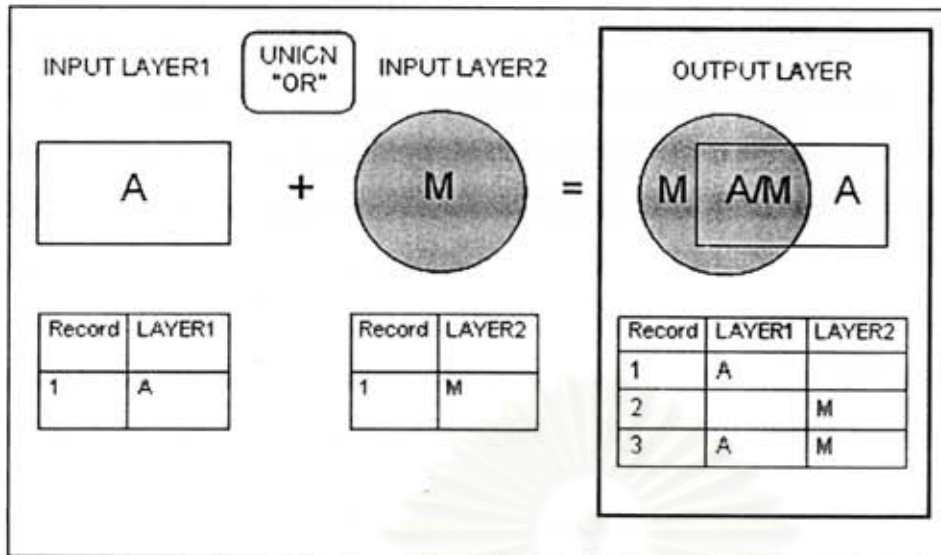 INPUT LAYER1
UNION
"OR"
INPUT LAYER2
OUTPUT LAYER
A
+
M
=
M A/M A
Record LAYER1
1 A
Record LAYER2
1 M
Record LAYER1 LAYER2
1 A
2 M
3 A M